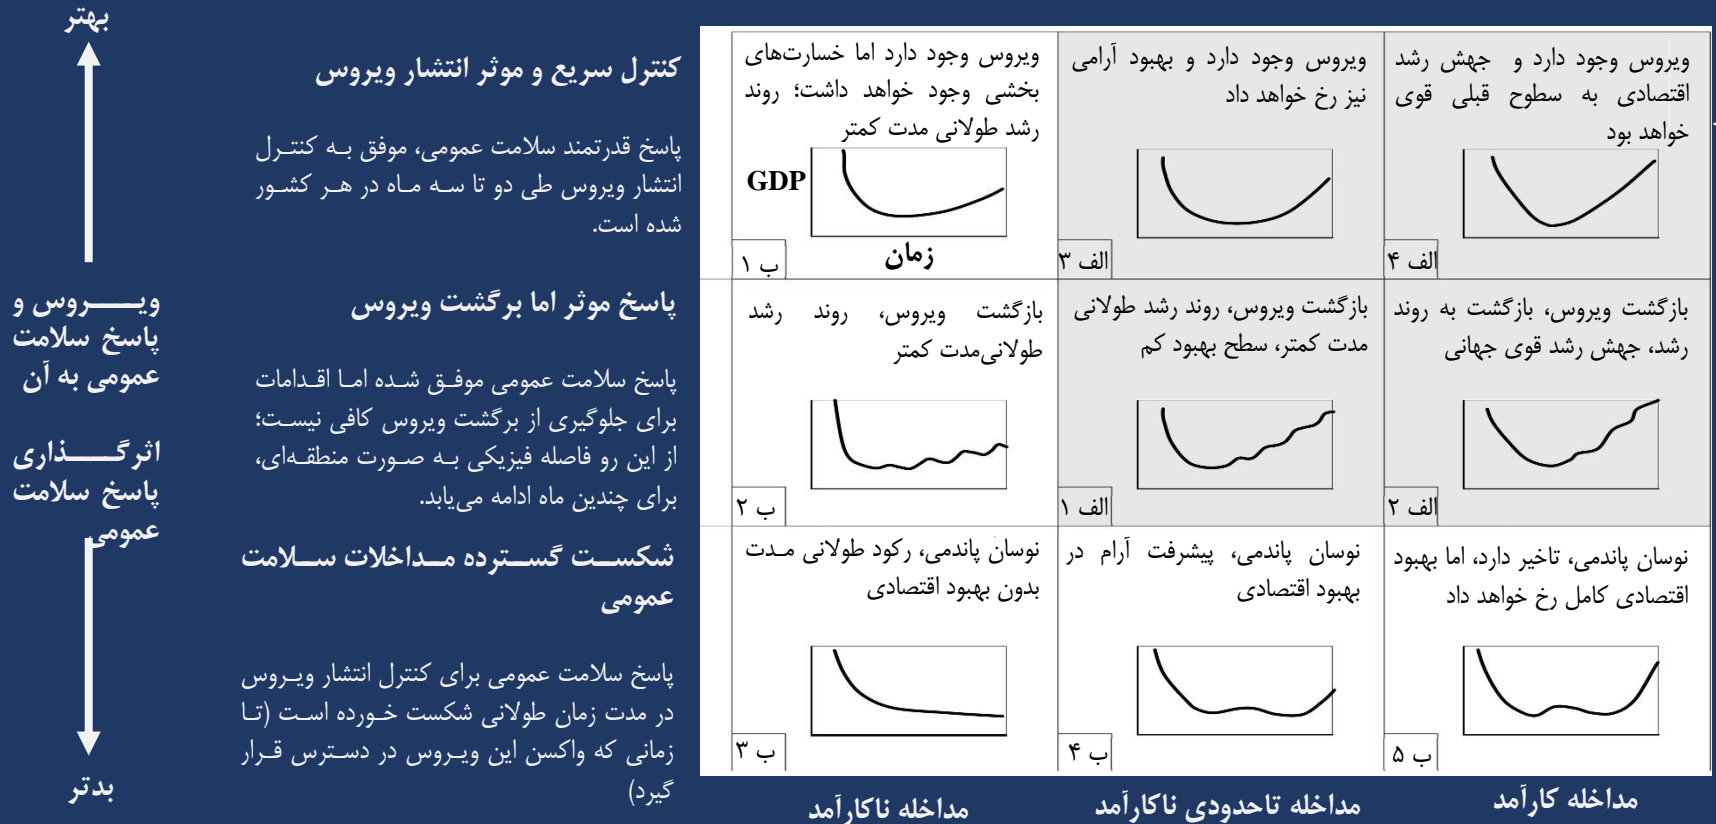 بهتر
ویروس و
پاسخ سلامت
عمومی به آن
اثرگذاری
پاسخ سلامت
عمومی
بدتر
کنترل سریع و موثر انتشار ویروس
پاسخ قدرتمند سلامت عمومی، موفق به کنترل
انتشار ویروس طی دو تا سه ماه در هر کشور
شده است.
پاسخ موثر اما برگشت ویروس
پاسخ سلامت عمومی موفق شده اما اقدامات
برای جلوگیری از برگشت ویروس کافی نیست؛
از این رو فاصله فیزیکی به صورت منطقه‌ای،
برای چندین ماه ادامه می‌یابد.
شکست گسترده مداخلات سلامت
عمومی
پاسخ سلامت عمومی برای کنترل انتشار ویروس
در مدت زمان طولانی شکست خورده است (تا
زمانی که واکسن این ویروس در دسترس قرار
گیرد)
ویروس وجود دارد اما خسارت‌های
بخشی وجود خواهد داشت؛ روند
رشد طولانی مدت کمتر
GDP
زمان
ب ۱
ویروس وجود دارد و بهبود آرامی
نیز رخ خواهد داد
الف ۳
ویروس وجود دارد و جهش رشد
اقتصادی به سطوح قبلی قوی
خواهد بود
الف ۴
بازگشت ویروس، روند رشد
طولانی‌مدت کمتر
ب ۲
بازگشت ویروس، روند رشد طولانی
مدت کمتر، سطح بهبود کم
الف ۱
بازگشت ویروس، بازگشت به روند
رشد، جهش رشد قوی جهانی
الف ۲
نوسان پاندمی، رکود طولانی مدت
بدون بهبود اقتصادی
ب ۳
نوسان پاندمی، پیشرفت آرام در
بهبود اقتصادی
ب ۴
نوسان پاندمی، تاخیر دارد، اما بهبود
اقتصادی کامل رخ خواهد داد
ب ۵
مداخله ناکارآمد
مداخله تاحدودی ناکارآمد
مداخله کارآمد